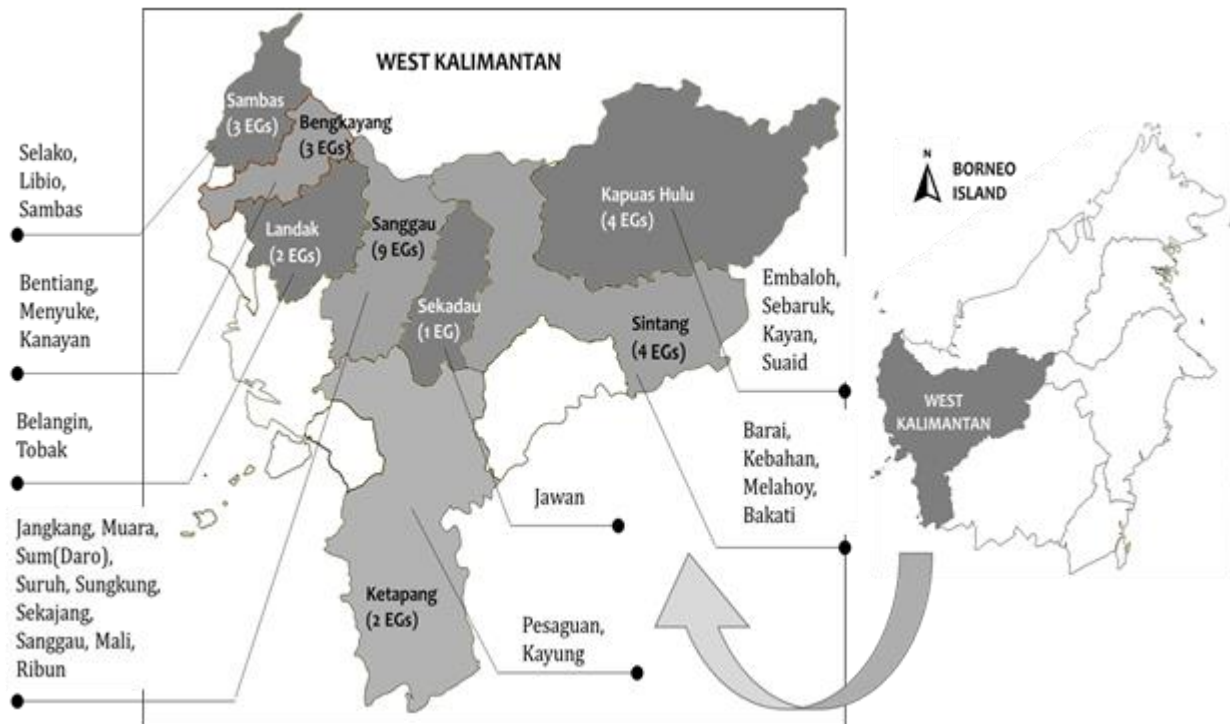 WEST KALIMANTAN
Sambas
(3 EGs)
Bengkayang
(3 EGs)
Selako,
Libio,
Sambas
Landak
(2 EGs)
Sanggau
(9 EGs)
Kapuas Hulu
(4 EGs)
N
BORNEO
ISLAND
Bentiang,
Menyuke,
Kanayan
Sekadau
(1 EG)
Sintang
(4 EGs)
Embaloh,
Sebaruk,
Kayan,
Suaid
WEST
KALIMANTAN
Belangin,
Tobak
Barai,
Kebahan,
Melahoy,
Bakati
Jawan
Jangkang, Muara,
Sum(Daro),
Suruh, Sungkung,
Sekajang,
Sanggau, Mali,
Ribun
Ketapang
(2 EGs)
Pesaguan,
Kayung